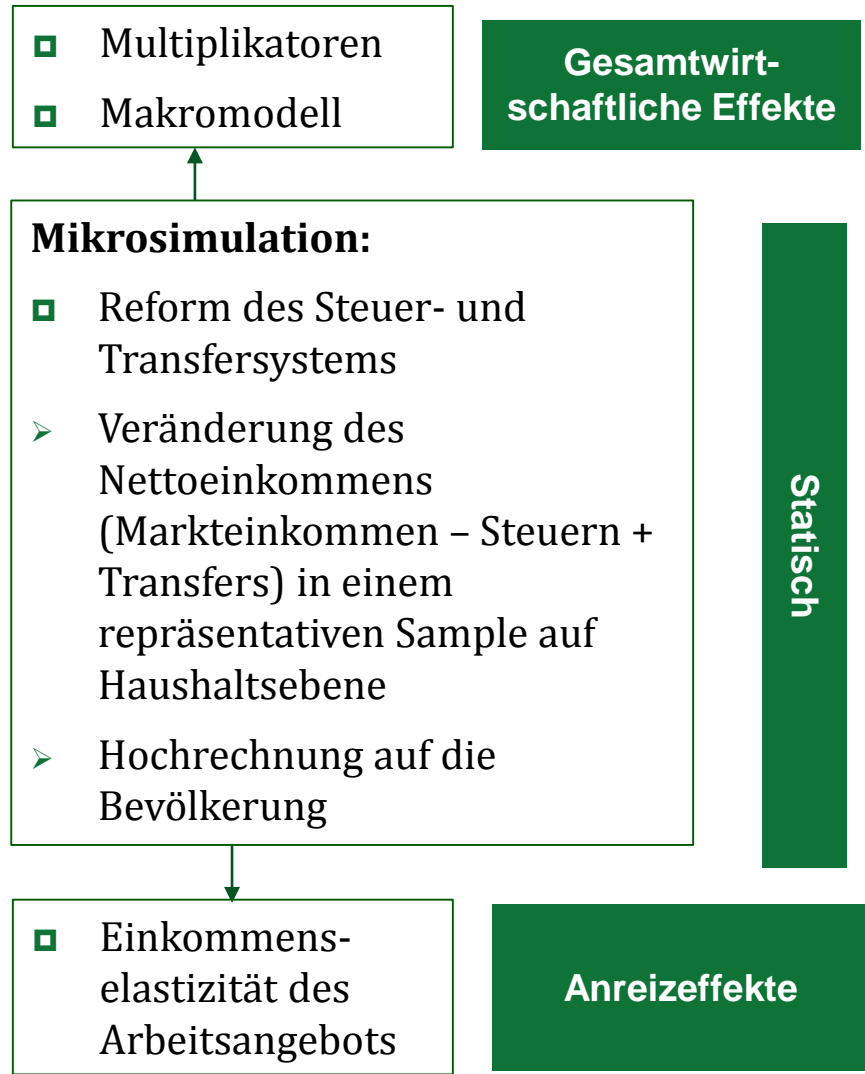 Multiplikatoren
Makromodell
Gesamtwirt-
schaftliche Effekte
Mikrosimulation:
Reform des Steuer- und
Transfersystems
Veränderung des
Nettoeinkommens
(Markteinkommen – Steuern +
Transfers) in einem
repräsentativen Sample auf
Haushaltsebene
Hochrechnung auf die
Bevölkerung
Statisch
Einkommens-
elastizität des
Arbeitsangebots
Anreizeffekte